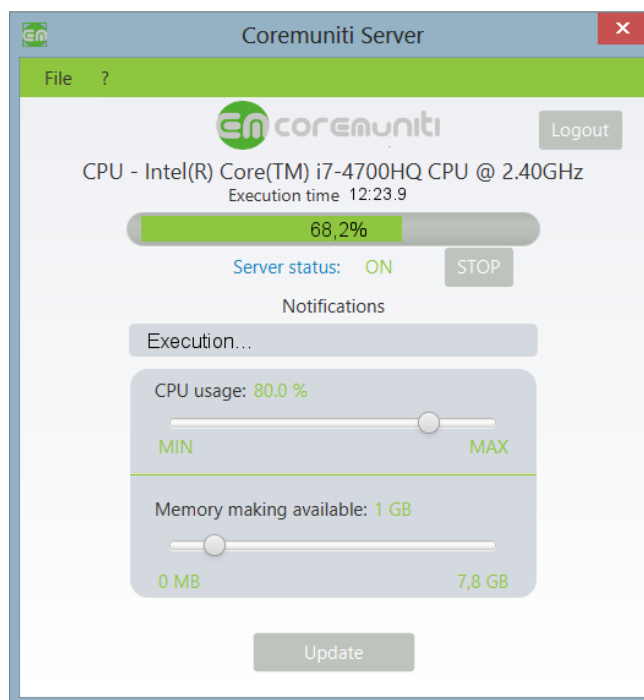 Coremuniti Server
File ?
em coremuniti
Logout
CPU - Intel(R) Core(TM) i7-4700HQ CPU @ 2.40GHz
Execution time 12:23.9
68,2%
Server status: ON STOP
Notifications
Execution...
CPU usage: 80.0 %
MIN MAX
Memory making available: 1 GB
0 MB 7,8 GB
Update